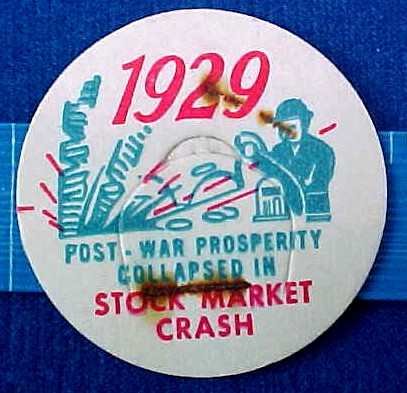 1929
POST - WAR PROSPERITY
COLLAPSED IN
STOCK MARKET
CRASH